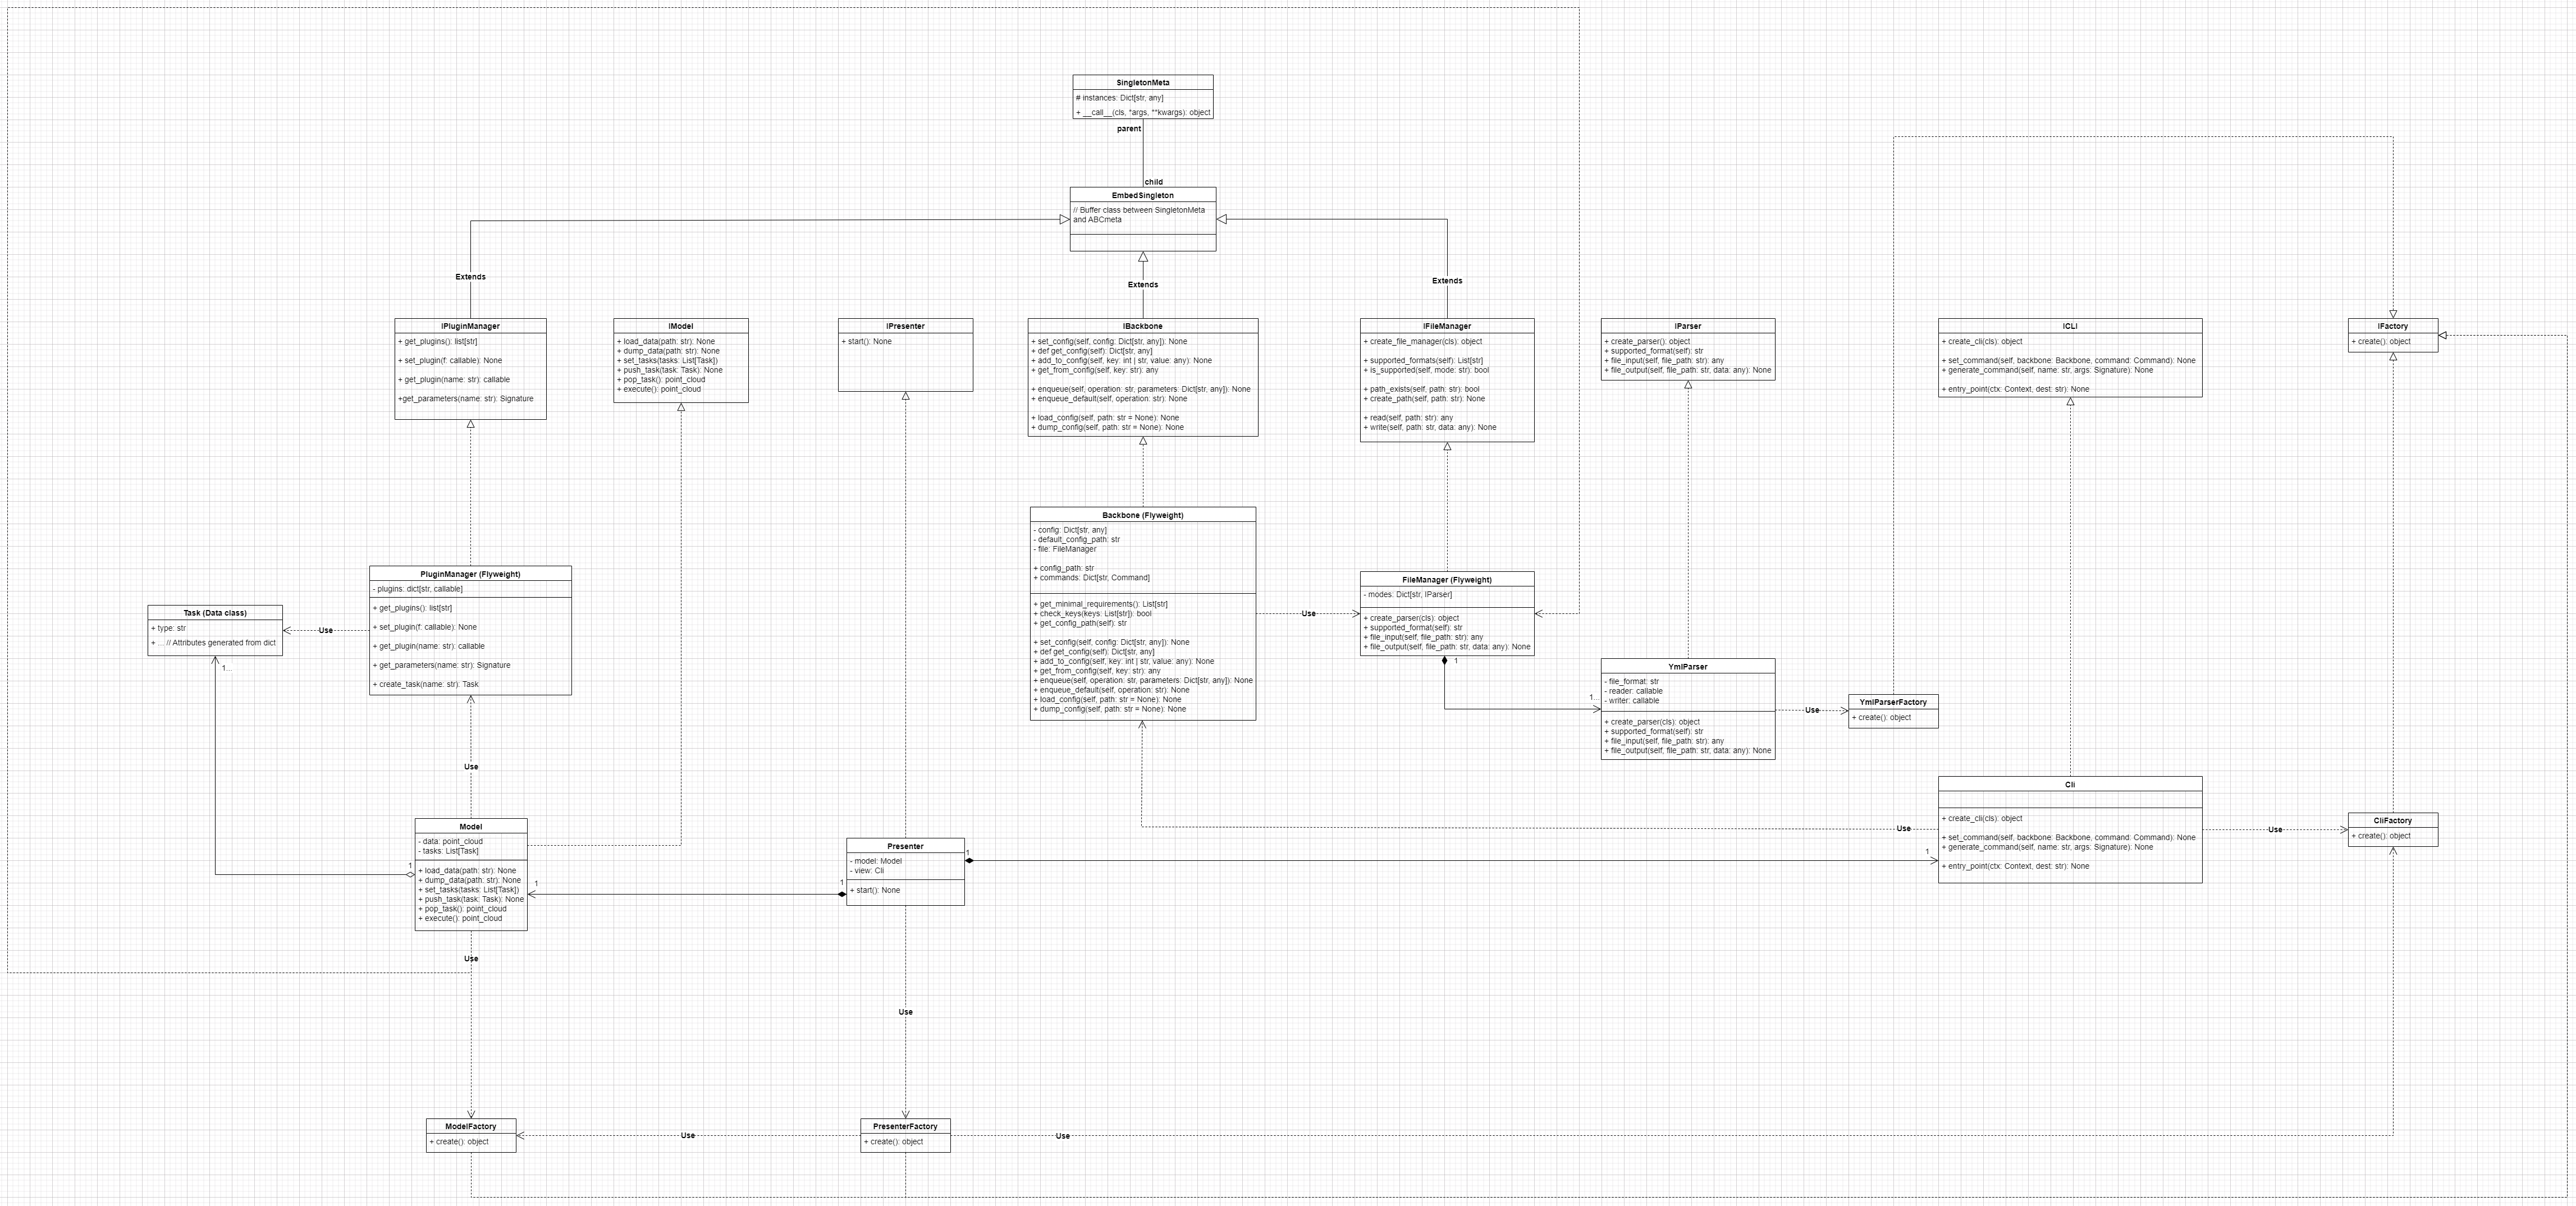 SingletonMeta
# instances: Dict[str, any]
+ __call__(cls, *args, **kwargs): object
parent
child
EmbedSingleton
// Buffer class between SingletonMeta
and ABCmeta
Extends
Extends
Extends
IPluginManager
+ get_plugins(): list[str]
+ set_plugin(f: callable): None
+ get_plugin(name: str): callable
+get_parameters(name: str): Signature
IModel
+ load_data(path: str): None
+ dump_data(path: str): None
+ set_tasks(tasks: List[Task])
+ push_task(task: Task): None
+ pop_task(): point_cloud
+ execute(): point_cloud
IPresenter
+ start(): None
IBackbone
+ set_config(self, config: Dict[str, any]): None
+ def get_config(self): Dict[str, any]
+ add_to_config(self, key: int | str, value: any): None
+ get_from_config(self, key: str): any
+ enqueue(self, operation: str, parameters: Dict[str, any]): None
+ enqueue_default(self, operation: str): None
+ load_config(self, path: str = None): None
+ dump_config(self, path: str = None): None
IFileManager
+ create_file_manager(cls): object
+ supported_formats(self): List[str]
+ is_supported(self, mode: str): bool
+ path_exists(self, path: str): bool
+ create_path(self, path: str): None
+ read(self, path: str): any
+ write(self, path: str, data: any): None
IParser
+ create_parser(): object
+ supported_format(self): str
+ file_input(self, file_path: str): any
+ file_output(self, file_path: str, data: any): None
ICLI
+ create_cli(cls): object
+ set_command(self, backbone: Backbone, command: Command): None
+ generate_command(self, name: str, args: Signature): None
+ entry_point(ctx: Context, dest: str): None
IFactory
+ create(): object
Backbone (Flyweight)
- config: Dict[str, any]
- default_config_path: str
- file: FileManager
+ config_path: str
+ commands: Dict[str, Command]
+ get_minimal_requirements(): List[str]
+ check_keys(keys: List[str]): bool
+ get_config_path(self): str
+ set_config(self, config: Dict[str, any]): None
+ def get_config(self): Dict[str, any]
+ add_to_config(self, key: int | str, value: any): None
+ get_from_config(self, key: str): any
+ enqueue(self, operation: str, parameters: Dict[str, any]): None
+ enqueue_default(self, operation: str): None
+ load_config(self, path: str = None): None
+ dump_config(self, path: str = None): None
Use
FileManager (Flyweight)
- modes: Dict[str, IParser]
+ create_parser(cls): object
+ supported_format(self): str
+ file_input(self, file_path: str): any
+ file_output(self, file_path: str, data: any): None
1
1...
PluginManager (Flyweight)
- plugins: dict[str, callable]
+ get_plugins(): list[str]
+ set_plugin(f: callable): None
+ get_plugin(name: str): callable
+ get_parameters(name: str): Signature
+ create_task(name: str): Task
Use
Task (Data class)
+ type: str
+ ... // Attributes generated from dict
1...
YmlParser
- file_format: str
- reader: callable
- writer: callable
+ create_parser(cls): object
+ supported_format(self): str
+ file_input(self, file_path: str): any
+ file_output(self, file_path: str, data: any): None
Use
YmlParserFactory
+ create(): object
Use
Cli
+ create_cli(cls): object
+ set_command(self, backbone: Backbone, command: Command): None
+ generate_command(self, name: str, args: Signature): None
+ entry_point(ctx: Context, dest: str): None
Use
1
Use
CliFactory
+ create(): object
Model
- data: point_cloud
- tasks: List[Task]
+ load_data(path: str): None
+ dump_data(path: str): None
+ set_tasks(tasks: List[Task])
+ push_task(task: Task): None
+ pop_task(): point_cloud
+ execute(): point_cloud
1
1
Presenter
- model: Model
- view: Cli
+ start(): None
1
1
Use
Use
ModelFactory
+ create(): object
Use
PresenterFactory
+ create(): object
Use